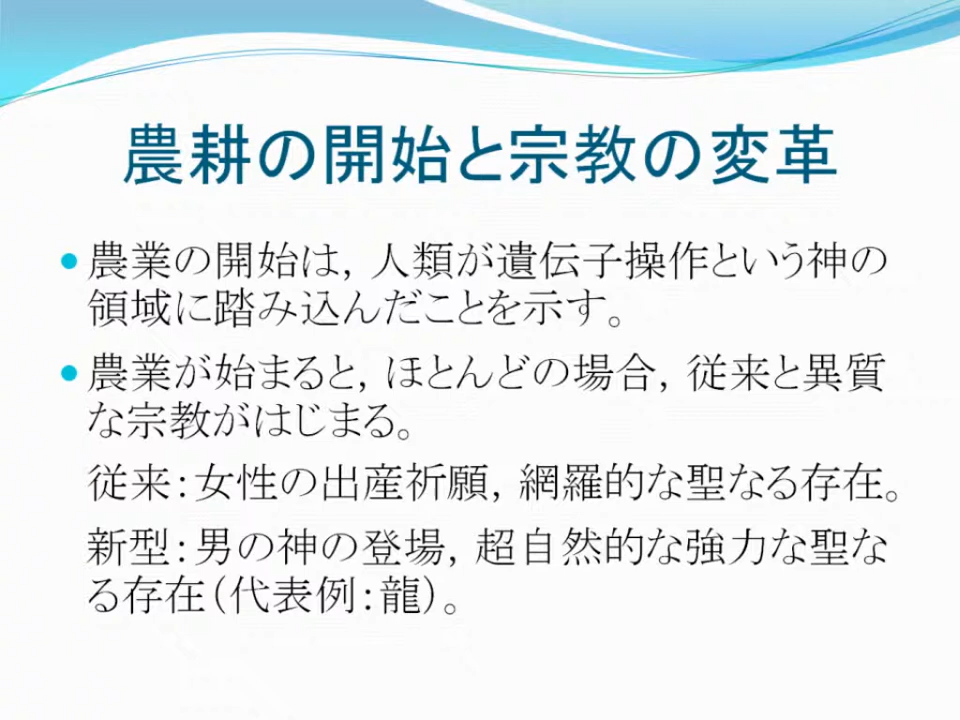 農耕の開始と宗教の変革
• 農業の開始は, 人類が遺伝子操作という神の
領域に踏み込んだことを示す。
• 農業が始まると, ほとんどの場合, 従来と異質
な宗教がはじまる。
従来：女性の出産祈願, 網羅的な聖なる存在。
新型：男の神の登場, 超自然的な強力な聖な
る存在（代表例：龍）。